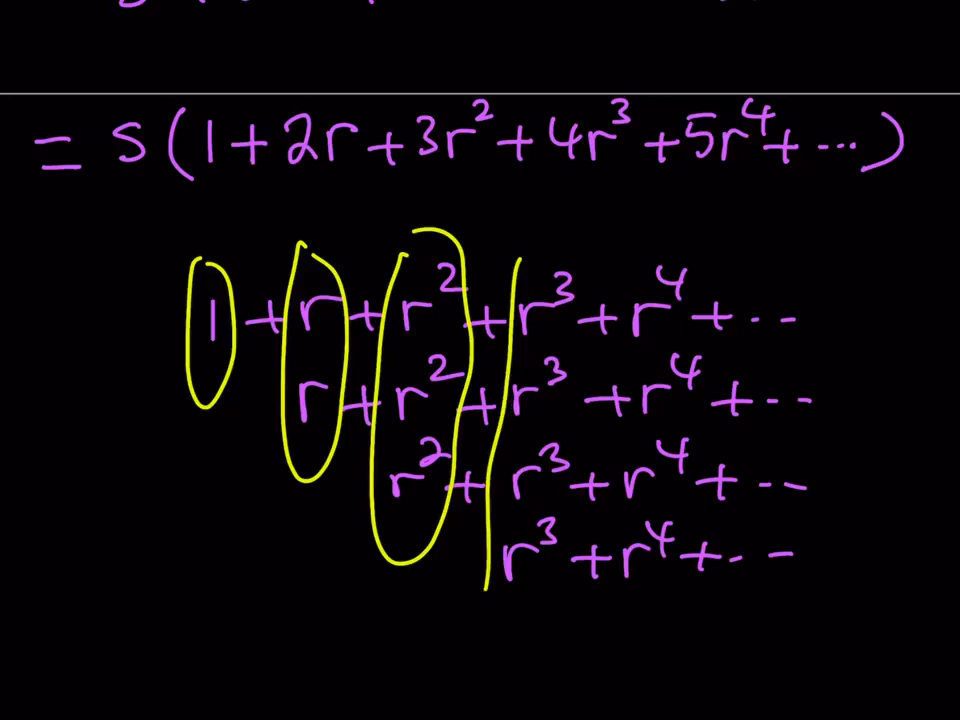 = S(1+2r+3r²+4r³+5r⁴+...)
1+r+r²+r³+r⁴+...
r+r²+r³+r⁴+...
r²+r³+r⁴+...
r³+r⁴+...